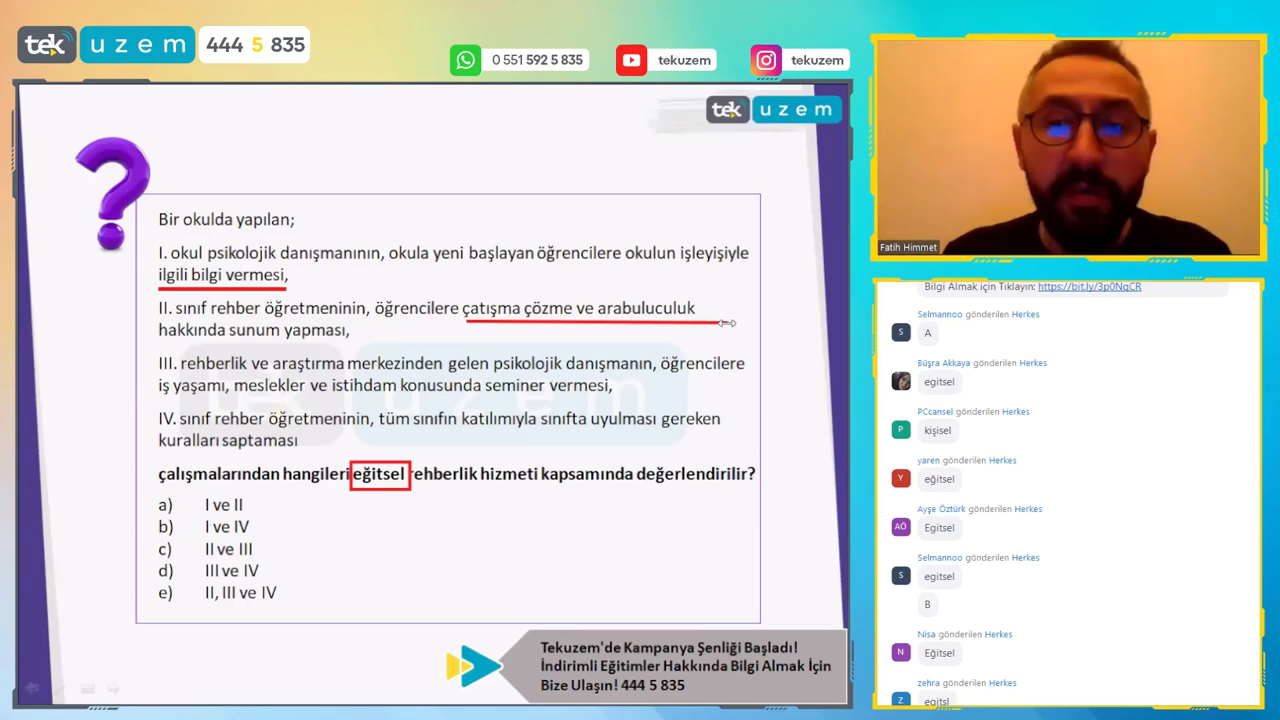 tek uzem 444 5 835
0 551 592 5 835
tekuzem
tekuzem
tek uzem
Bir okulda yapılan;
I. okul psikolojik danışmanının, okula yeni başlayan öğrencilere okulun işleyişiyle
ilgili bilgi vermesi,
II. sınıf rehber öğretmeninin, öğrencilere çatışma çözme ve arabuluculuk
hakkında sunum yapması,
III. rehberlik ve araştırma merkezinden gelen psikolojik danışmanın, öğrencilere
iş yaşamı, meslekler ve istihdam konusunda seminer vermesi,
IV. sınıf rehber öğretmeninin, tüm sınıfın katılımıyla sınıfta uyulması gereken
kuralları saptaması
çalışmalarından hangileri eğitsel rehberlik hizmeti kapsamında değerlendirilir?
a) I ve II
b) I ve IV
c) II ve III
d) III ve IV
e) II, III ve IV
Tekuzem'de Kampanya Şenliği Başladı!
İndirimli Eğitimler Hakkında Bilgi Almak İçin
Bize Ulaşın! 444 5 835
Fatih Himmet
Bilgi Almak için Tıklayın: https://bit.ly/3p0NqCR
Selmannoo gönderilen Herkes
S A
Büşra Akkaya gönderilen Herkes
egitsel
PCcansel gönderilen Herkes
P kişisel
yaren gönderilen Herkes
Y eğitsel
Ayşe Öztürk gönderilen Herkes
AÖ Egitsel
Selmannoo gönderilen Herkes
S egitsel
B
Nisa gönderilen Herkes
N Eğitsel
zehra gönderilen Herkes
Z egitsl